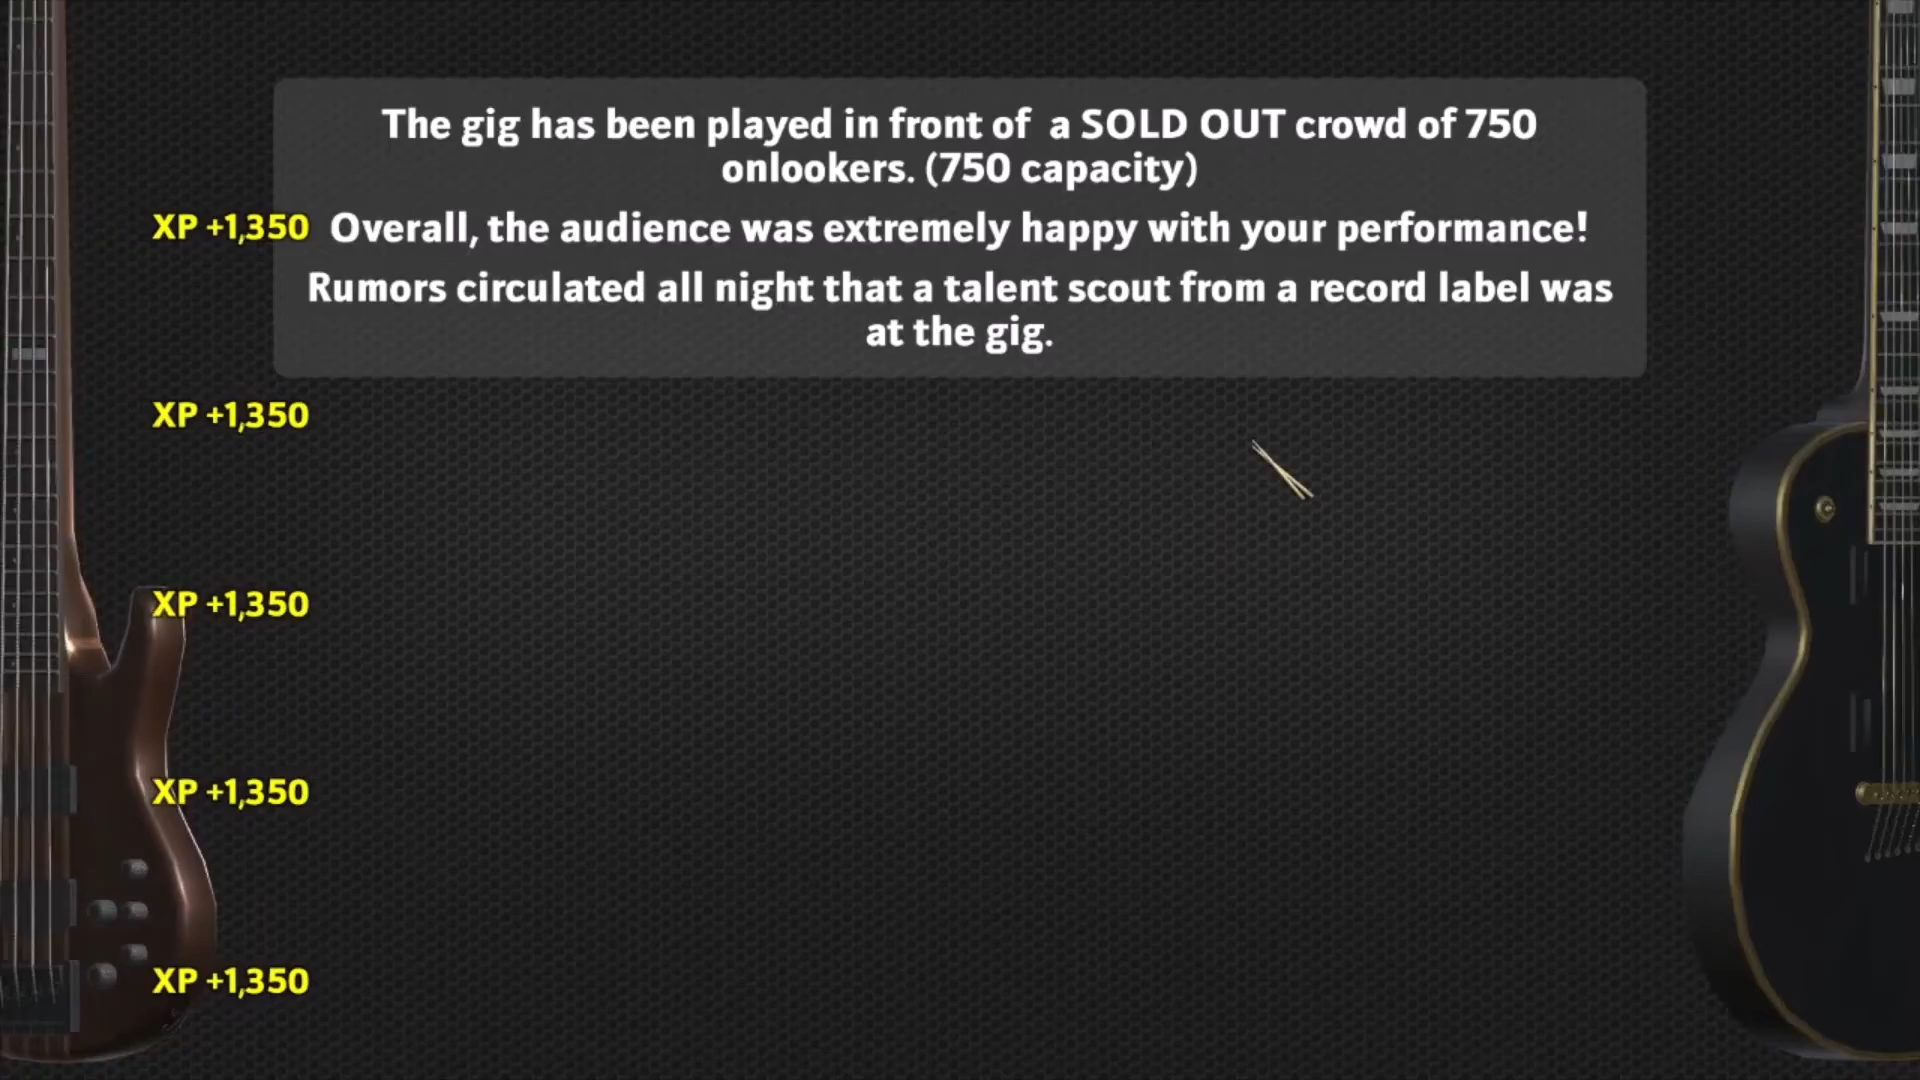 The gig has been played in front of  a SOLD OUT crowd of 750
onlookers. (750 capacity)
XP +1,350
Overall, the audience was extremely happy with your performance!
Rumors circulated all night that a talent scout from a record label was
at the gig.
XP +1,350
XP +1,350
XP +1,350
XP +1,350